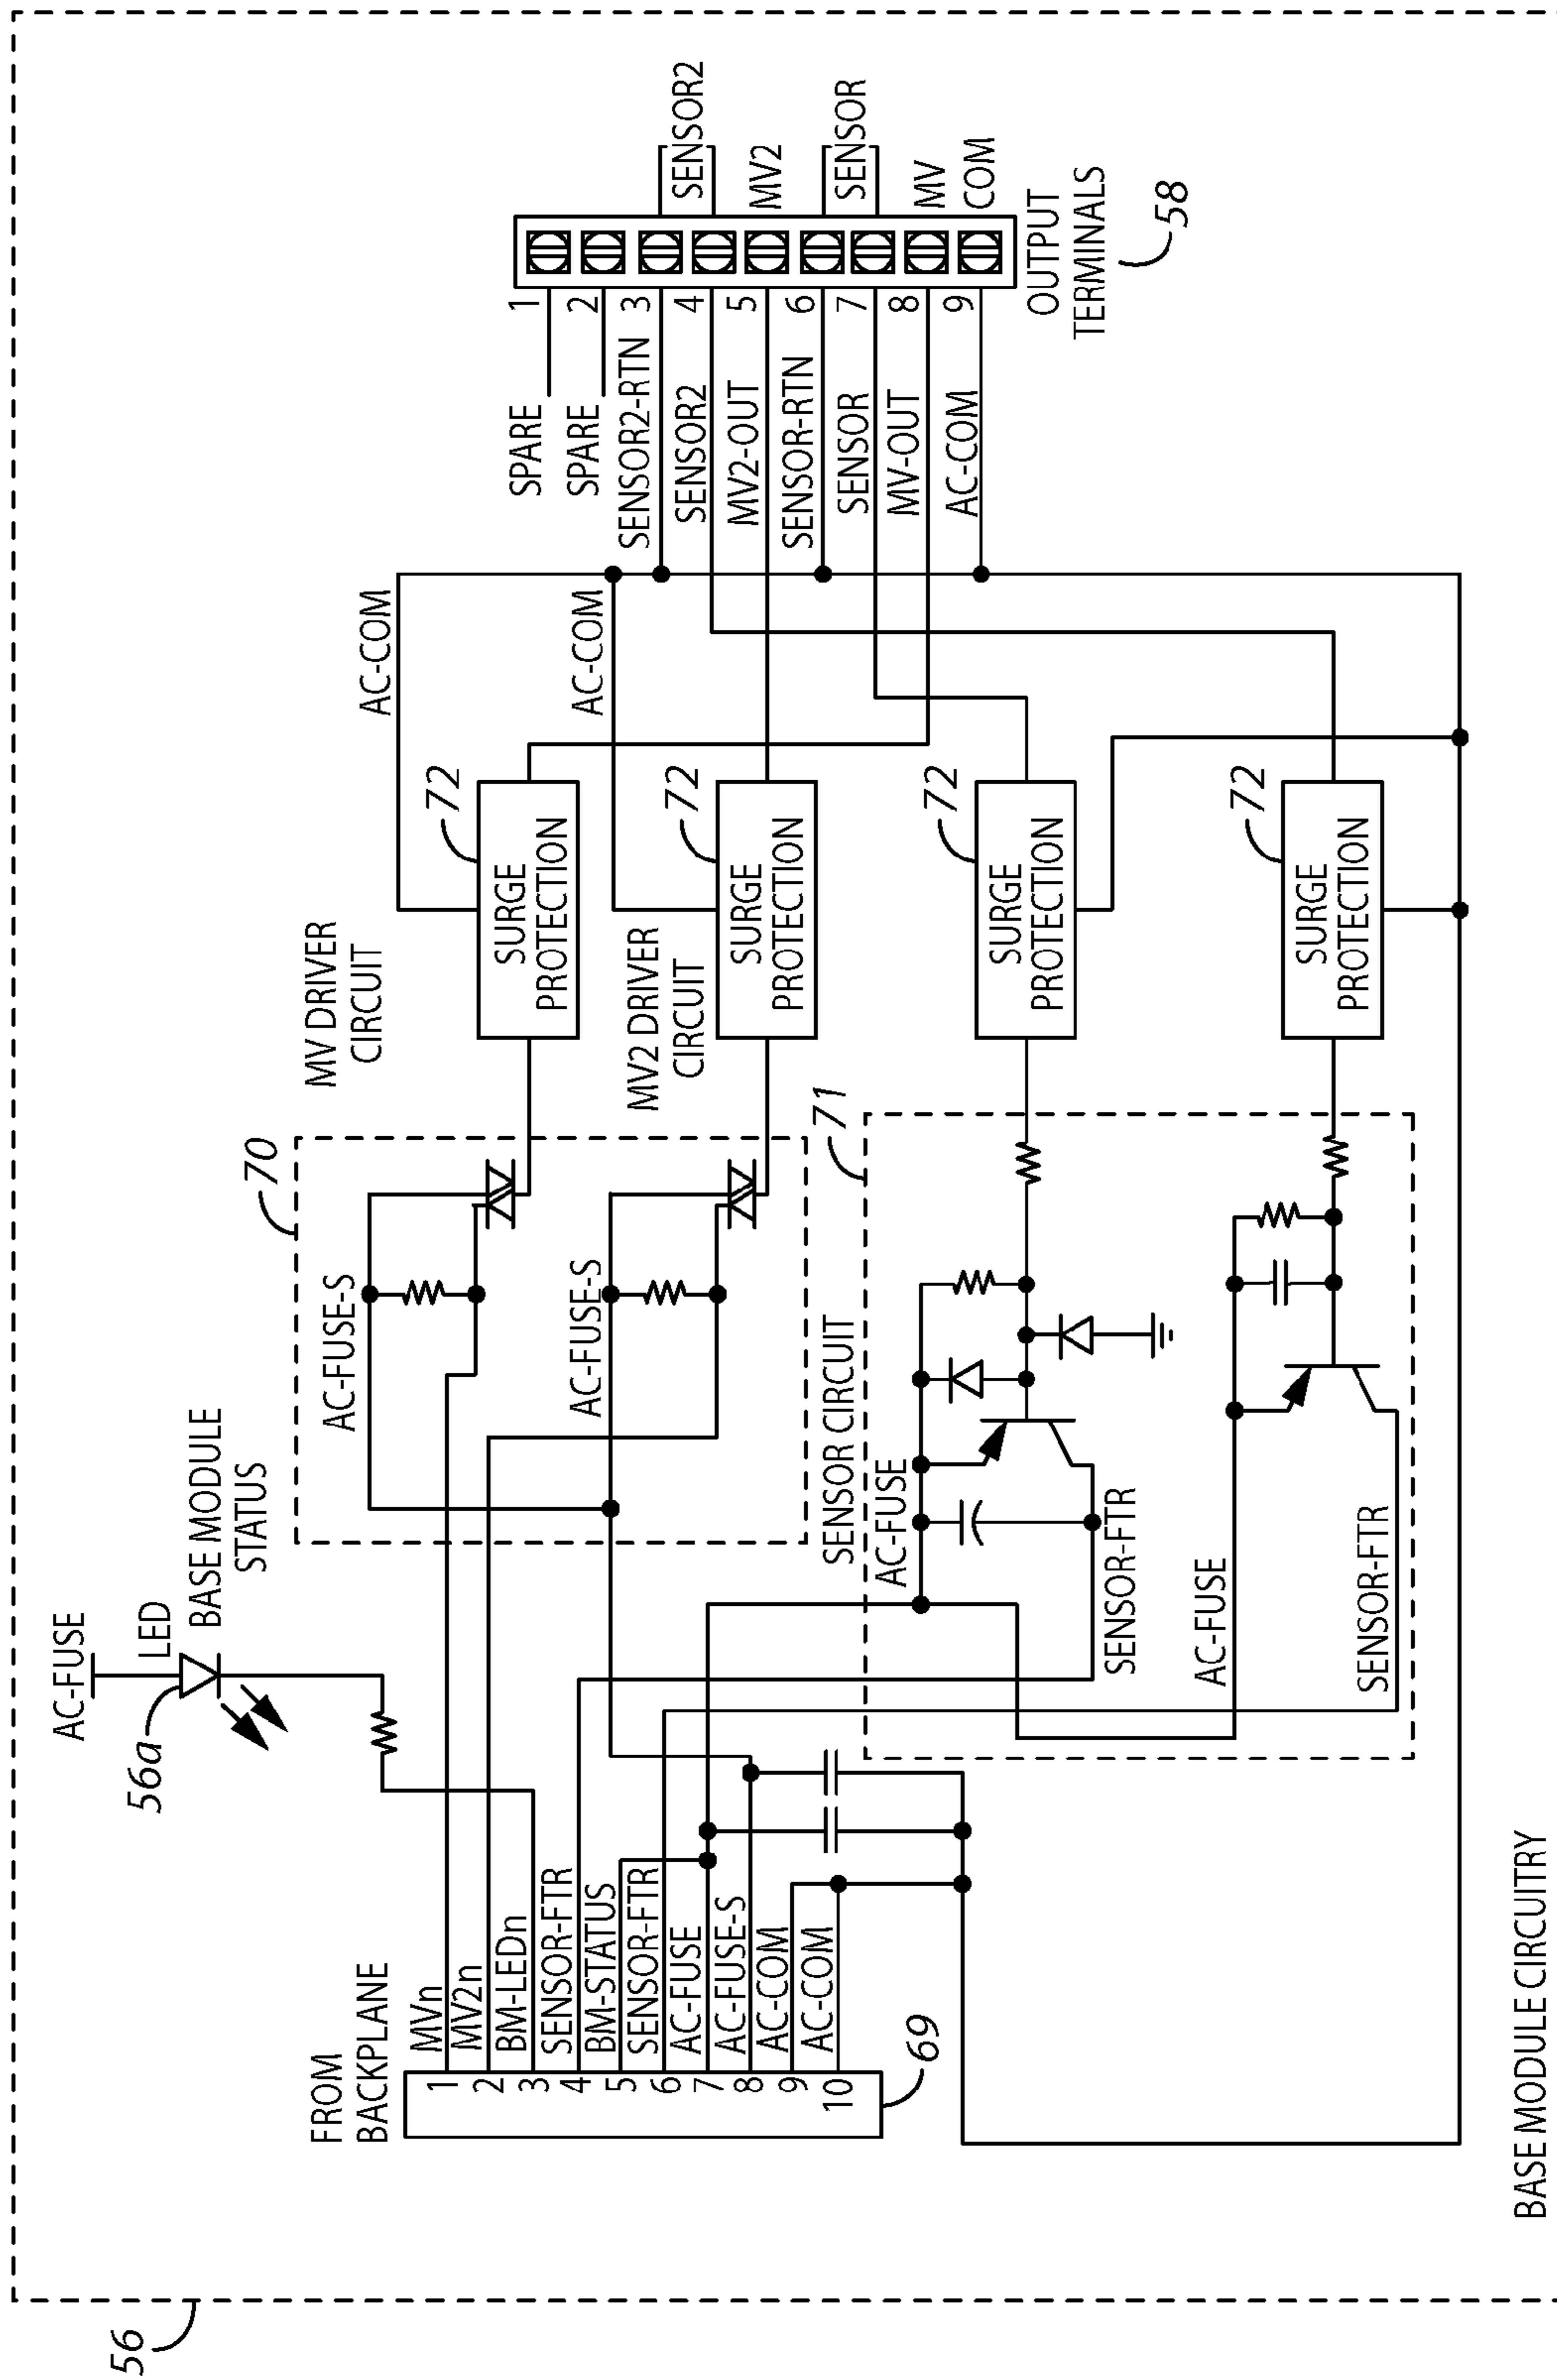 56
AC-FUSE
56a
LED
BASE MODULE
STATUS
FROM
BACKPLANE
1 MVn
2 MV2n
3 BM-LEDn
4 SENSOR-FTR
5 BM-STATUS
6 SENSOR-FTR
7 AC-FUSE
8 AC-FUSE-S
9 AC-COM
10 AC-COM
69
70
AC-FUSE-S
AC-FUSE-S
MV DRIVER
CIRCUIT
MV2 DRIVER
CIRCUIT
SENSOR CIRCUIT
71
AC-FUSE
SENSOR-FTR
AC-FUSE
SENSOR-FTR
72
SURGE
PROTECTION
72
SURGE
PROTECTION
72
SURGE
PROTECTION
72
SURGE
PROTECTION
AC-COM
AC-COM
SPARE 1
SPARE 2
SENSOR2-RTN 3
SENSOR2 4
MV2-OUT 5
SENSOR-RTN 6
SENSOR 7
MV-OUT 8
AC-COM 9
SENSOR2
MV2
SENSOR
MV
COM
OUTPUT
TERMINALS
58
BASE MODULE CIRCUITRY